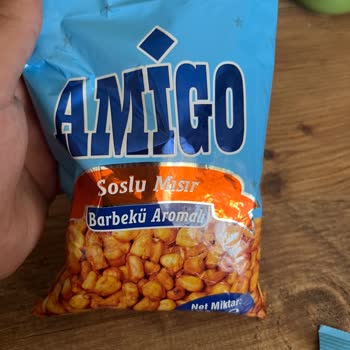 AMİGO
Soslu Mısır
Barbekü Aromalı
Net Miktar: